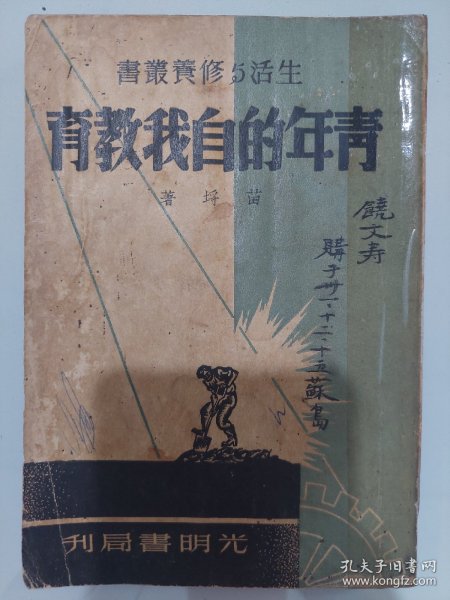 生活与修養叢書
青年的自我教育
苗埒著
饒文寿
購于卅一、十二、十五蘇島
光明書局刊
孔夫子旧书网
www.kongfz.com